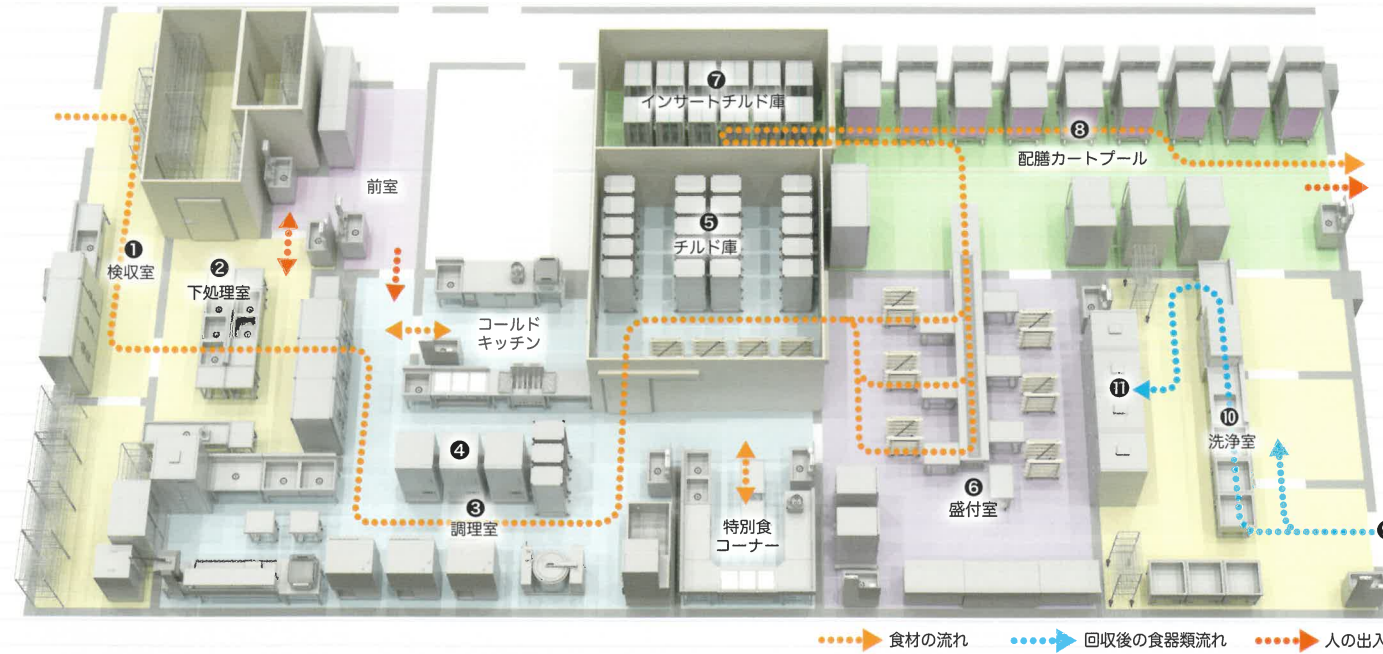 ❼
インサートチルド庫
❽
配膳カートプール
前室
❺
チルド庫
❶
検収室
❷
下処理室
コールド
キッチン
⓫
❿
洗浄室
❹
❸
調理室
❻
盛付室
特別食
コーナー
食材の流れ
回収後の食器類流れ
人の出入